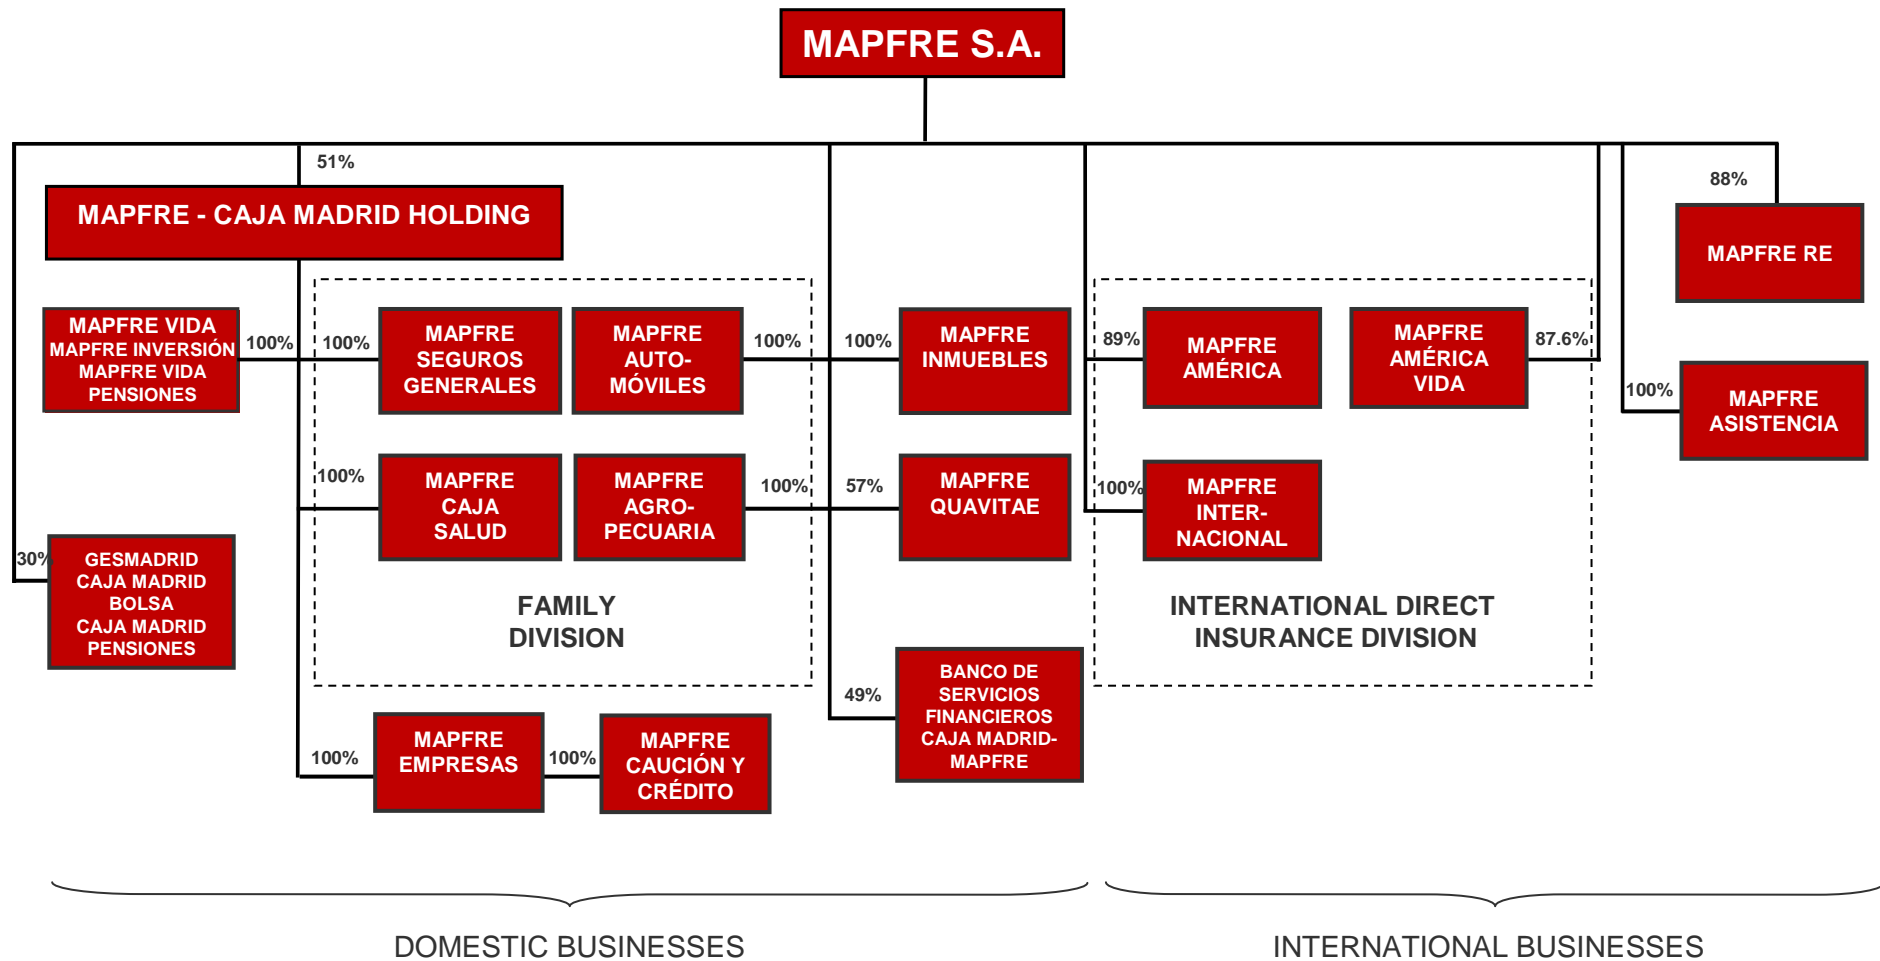 MAPFRE S.A.
51%
88%
MAPFRE - CAJA MADRID HOLDING
MAPFRE RE
MAPFRE VIDA
MAPFRE INVERSIÓN
MAPFRE VIDA
PENSIONES
100%
100%
MAPFRE
SEGUROS
GENERALES
MAPFRE
AUTO-
MÓVILES
100%
100%
MAPFRE
INMUEBLES
89%
MAPFRE
AMÉRICA
MAPFRE
AMÉRICA
VIDA
87.6%
100%
MAPFRE
ASISTENCIA
100%
MAPFRE
CAJA
SALUD
MAPFRE
AGRO-
PECUARIA
100%
57%
MAPFRE
QUAVITAE
100%
MAPFRE
INTER-
NACIONAL
30%
GESMADRID
CAJA MADRID
BOLSA
CAJA MADRID
PENSIONES
FAMILY
DIVISION
INTERNATIONAL DIRECT
INSURANCE DIVISION
49%
BANCO DE
SERVICIOS
FINANCIEROS
CAJA MADRID-
MAPFRE
100%
MAPFRE
EMPRESAS
100%
MAPFRE
CAUCIÓN Y
CRÉDITO
DOMESTIC BUSINESSES
INTERNATIONAL BUSINESSES